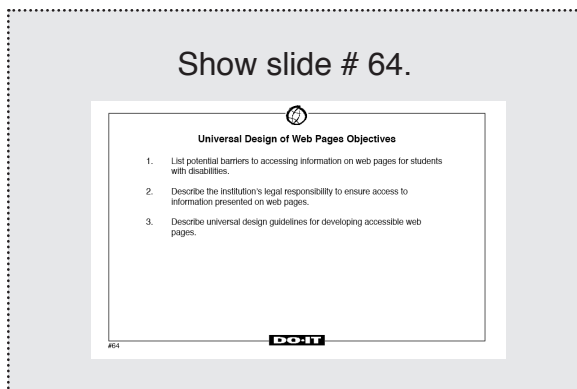 Show slide # 64.
Universal Design of Web Pages Objectives
1. List potential barriers to accessing information on web pages for students
with disabilities.
2. Describe the institution's legal responsibility to ensure access to
information presented on web pages.
3. Describe universal design guidelines for developing accessible web
pages.
DO-IT
#64